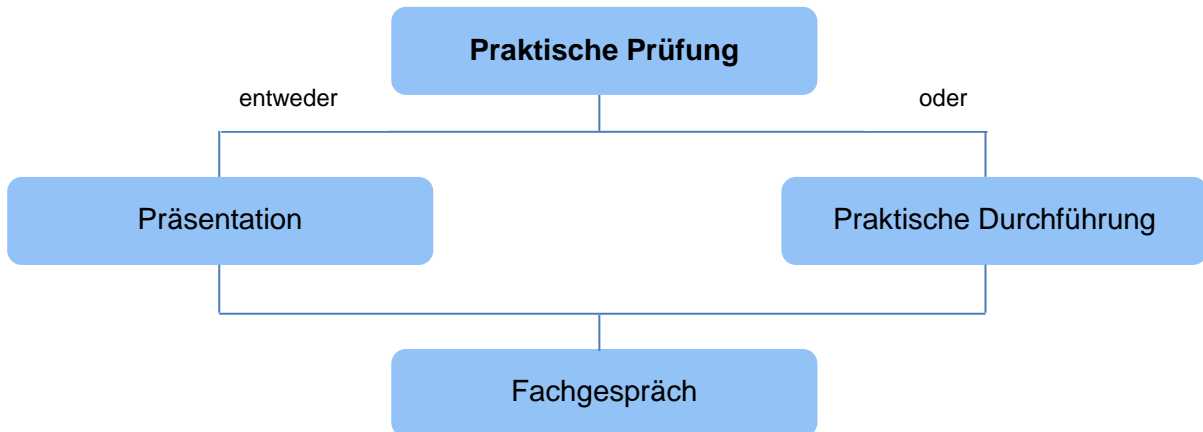 Praktische Prüfung
entweder
oder
Präsentation
Praktische Durchführung
Fachgespräch